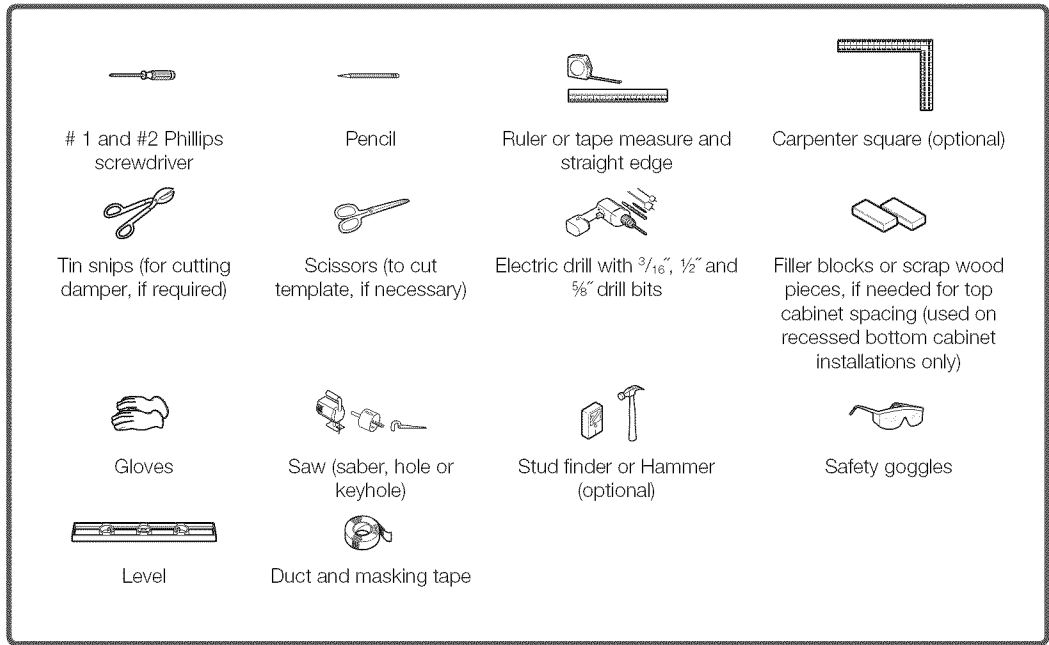 # 1 and #2 Phillips
screwdriver
Pencil
Ruler or tape measure and
straight edge
Carpenter square (optional)
Tin snips (for cutting
damper, if required)
Scissors (to cut
template, if necessary)
Electric drill with 3/16˝, ½˝ and
⅝˝ drill bits
Filler blocks or scrap wood
pieces, if needed for top
cabinet spacing (used on
recessed bottom cabinet
installations only)
Gloves
Saw (saber, hole or
keyhole)
Stud finder or Hammer
(optional)
Safety goggles
Level
Duct and masking tape